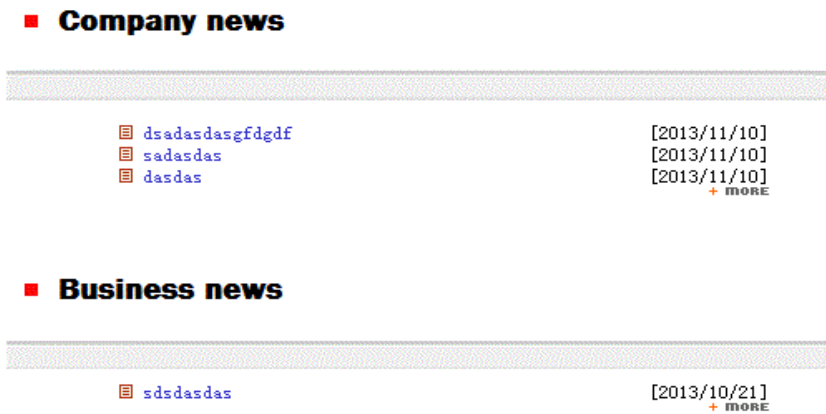 Company news
dsadasdasgfdgdf [2013/11/10]
sadasdas [2013/11/10]
dasdas [2013/11/10]
+ MORE
Business news
sdsdasdas [2013/10/21]
+ MORE